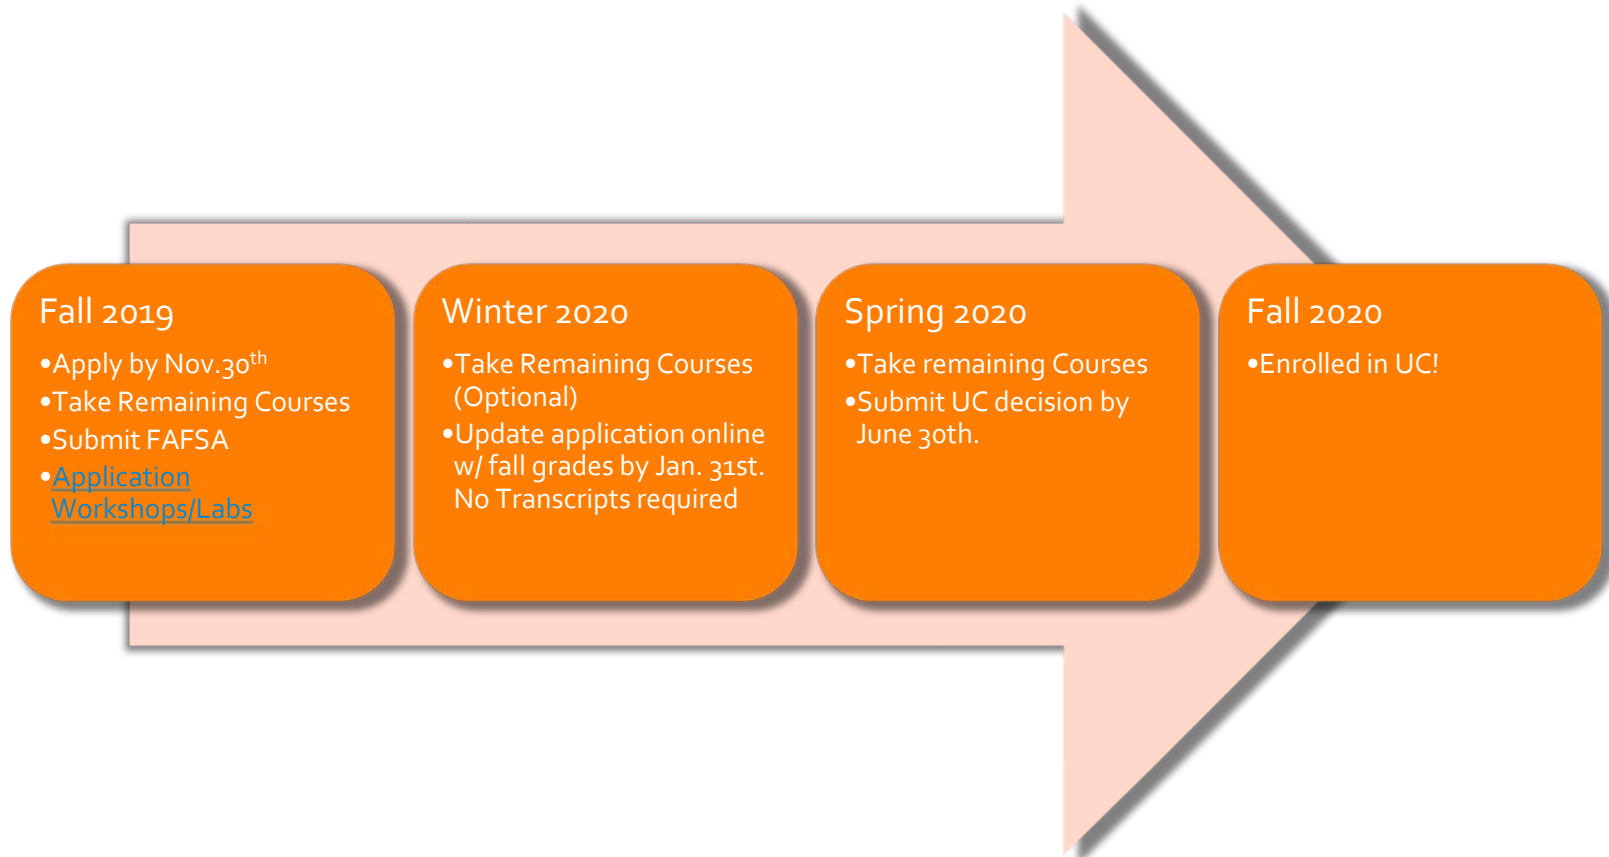 Fall 2019
•Apply by Nov.30th
•Take Remaining Courses
•Submit FAFSA
•Application
Workshops/Labs
Winter 2020
•Take Remaining Courses
(Optional)
•Update application online
w/ fall grades by Jan. 31st.
No Transcripts required
Spring 2020
•Take remaining Courses
•Submit UC decision by
June 30th.
Fall 2020
•Enrolled in UC!